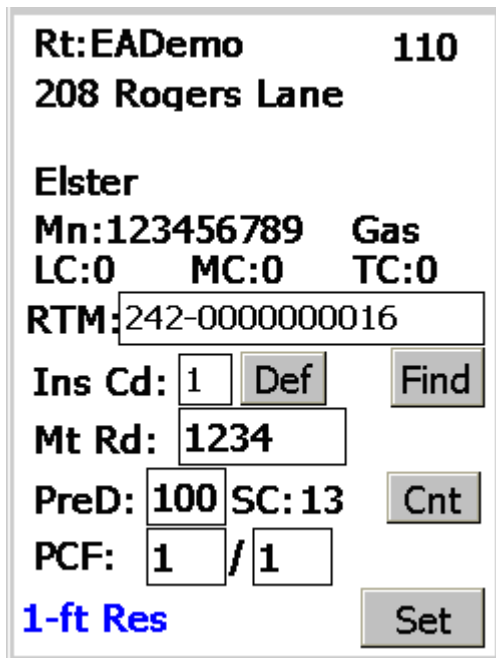 Rt:EADemo 110
208 Rogers Lane
Elster
Mn:123456789 Gas
LC:0 MC:0 TC:0
RTM:242-0000000016
Ins Cd: 1 Def Find
Mt Rd: 1234
PreD: 100 SC:13 Cnt
PCF: 1 / 1
1-ft Res Set